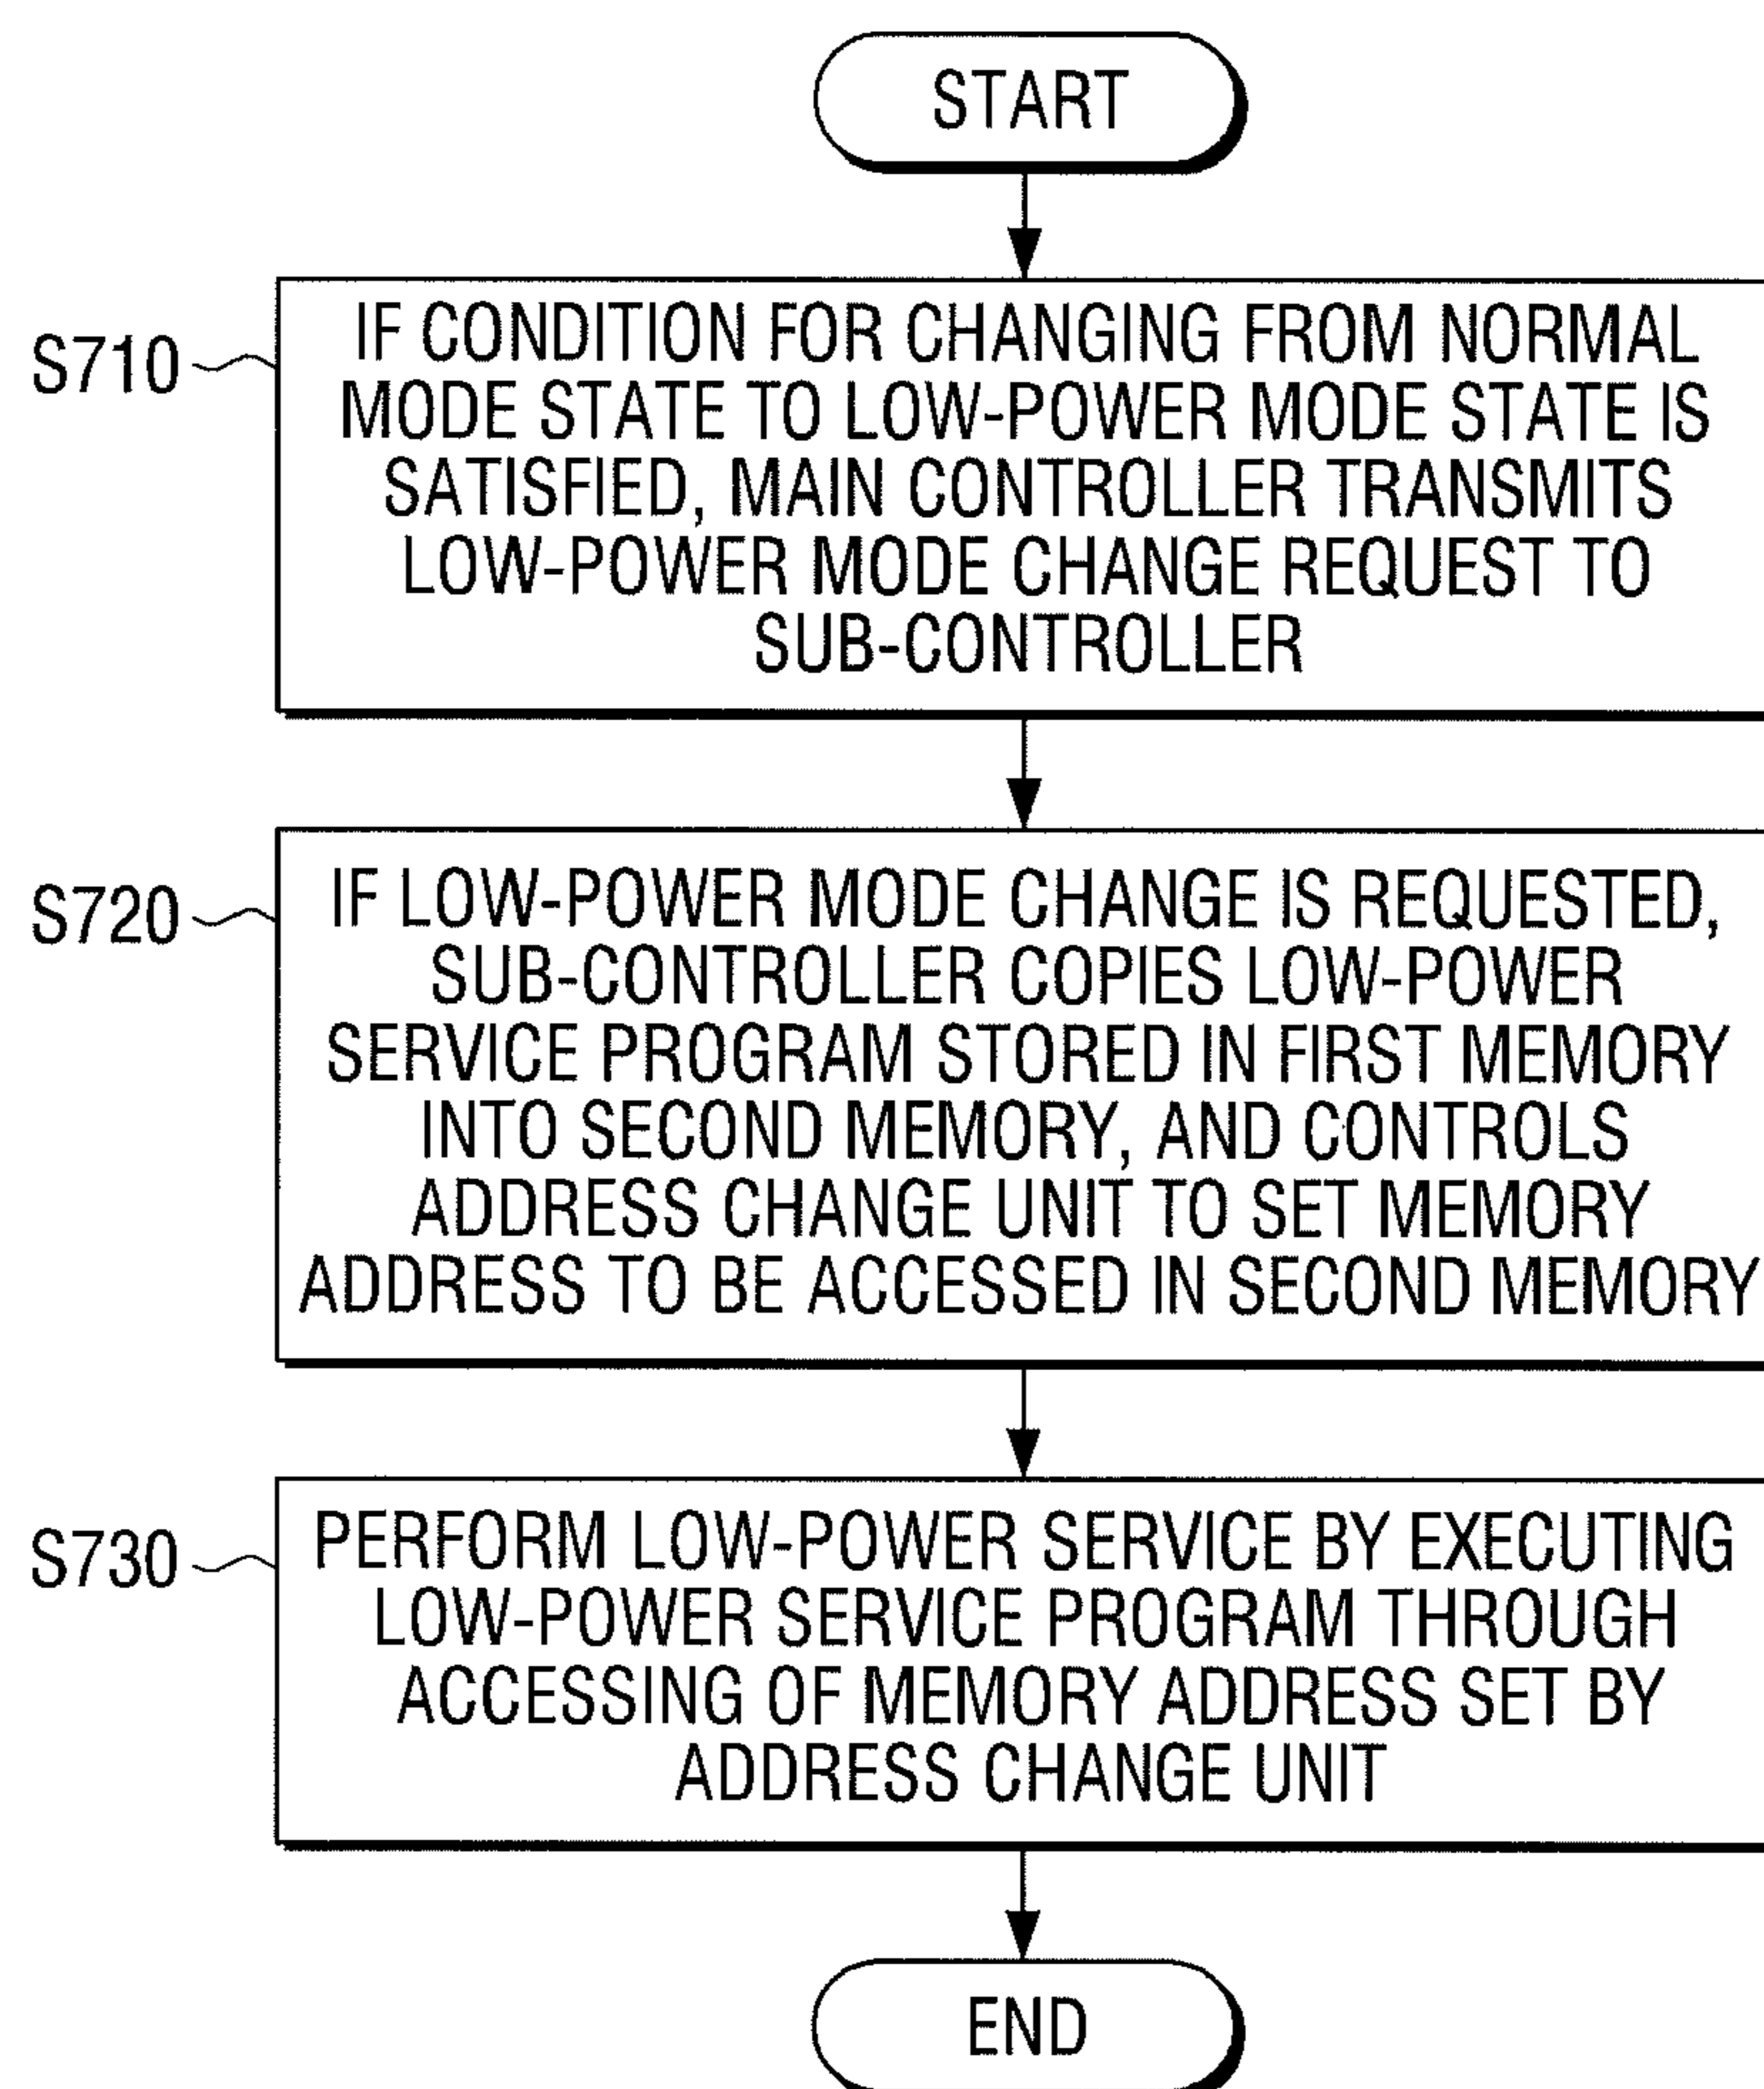 START
S710
IF CONDITION FOR CHANGING FROM NORMAL
MODE STATE TO LOW-POWER MODE STATE IS
SATISFIED, MAIN CONTROLLER TRANSMITS
LOW-POWER MODE CHANGE REQUEST TO
SUB-CONTROLLER
S720
IF LOW-POWER MODE CHANGE IS REQUESTED,
SUB-CONTROLLER COPIES LOW-POWER
SERVICE PROGRAM STORED IN FIRST MEMORY
INTO SECOND MEMORY, AND CONTROLS
ADDRESS CHANGE UNIT TO SET MEMORY
ADDRESS TO BE ACCESSED IN SECOND MEMORY
S730
PERFORM LOW-POWER SERVICE BY EXECUTING
LOW-POWER SERVICE PROGRAM THROUGH
ACCESSING OF MEMORY ADDRESS SET BY
ADDRESS CHANGE UNIT
END